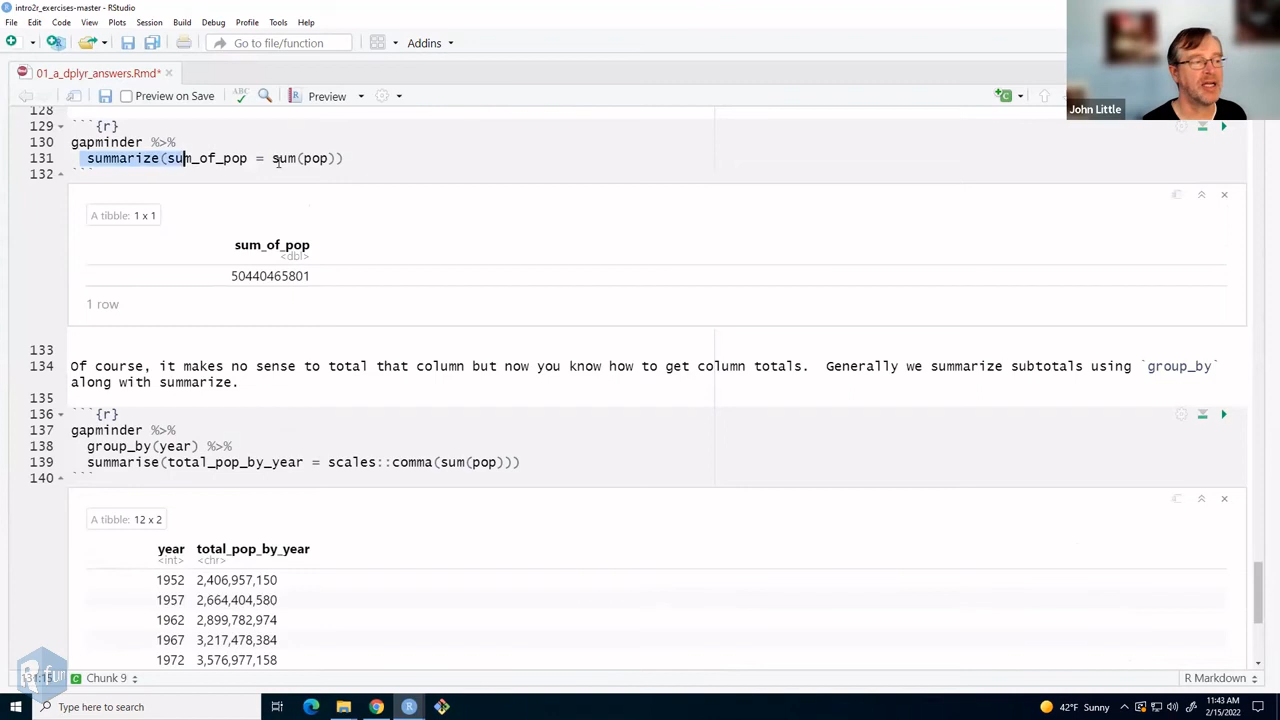 intro2r_exercises-master - RStudio
File Edit Code View Plots Session Build Debug Profile Tools Help
Go to file/function
Addins
01_a_dplyr_answers.Rmd*
Preview on Save
ABC
Preview
John Little
128
129 ```{r}
130 gapminder %>%
131 summarize(sum_of_pop = sum(pop))
132 ```
A tibble: 1 x 1
sum_of_pop
<dbl>
50440465801
1 row
133
134 Of course, it makes no sense to total that column but now you know how to get column totals. Generally we summarize subtotals using `group_by`
along with summarize.
135
136 ```{r}
137 gapminder %>%
138 group_by(year) %>%
139 summarise(total_pop_by_year = scales::comma(sum(pop)))
140 ```
A tibble: 12 x 2
year total_pop_by_year
<int> <chr>
1952 2,406,957,150
1957 2,664,404,580
1962 2,899,782,974
1967 3,217,478,384
1972 3,576,977,158
R fun
Chunk 9
R Markdown
Type here to search
42°F Sunny
11:43 AM
2/15/2022